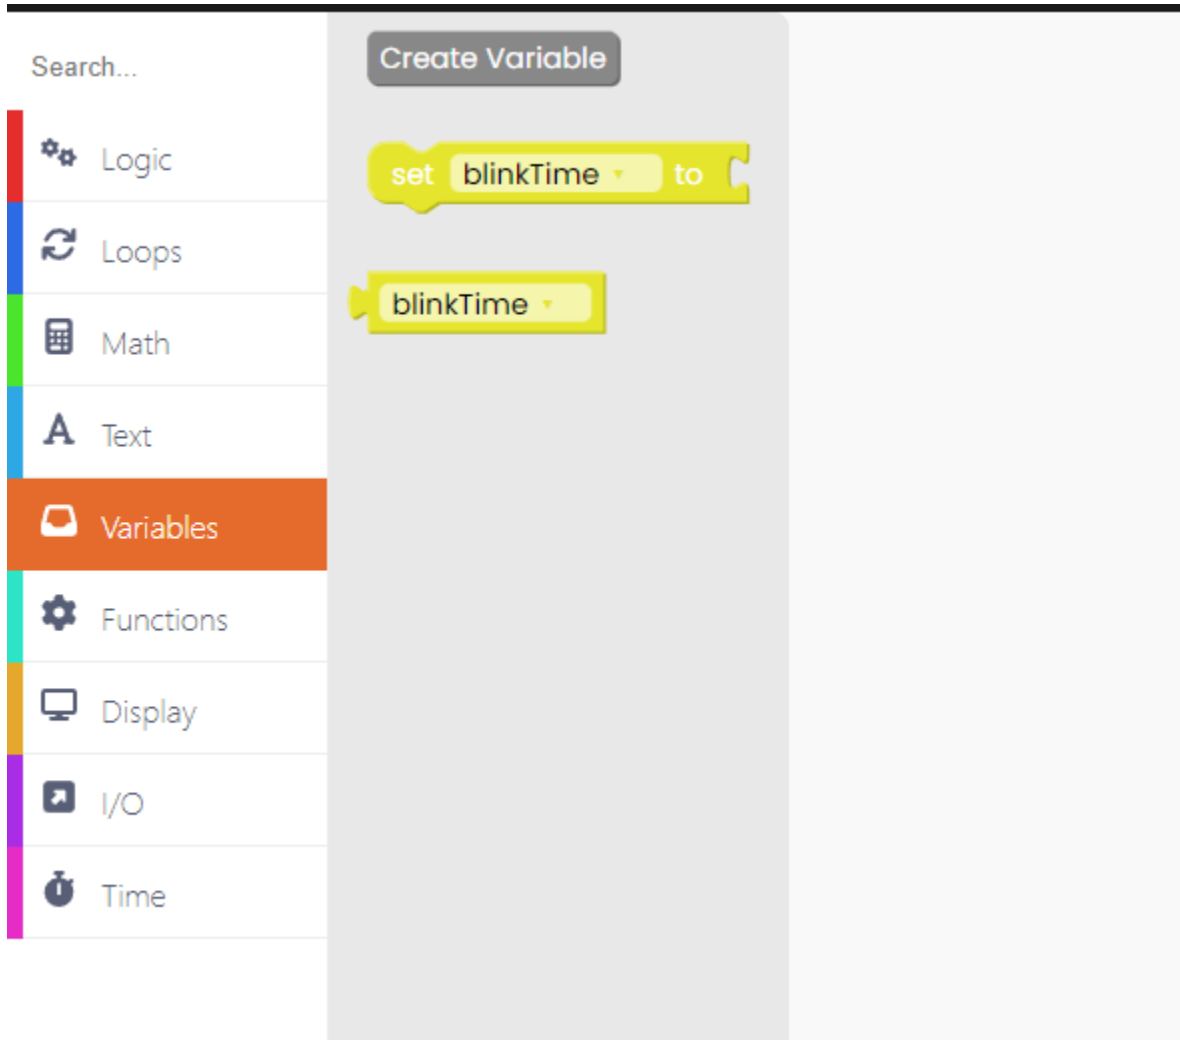 Search...
Logic
Loops
Math
Text
Variables
Functions
Display
I/O
Time
Create Variable
set blinkTime to
blinkTime